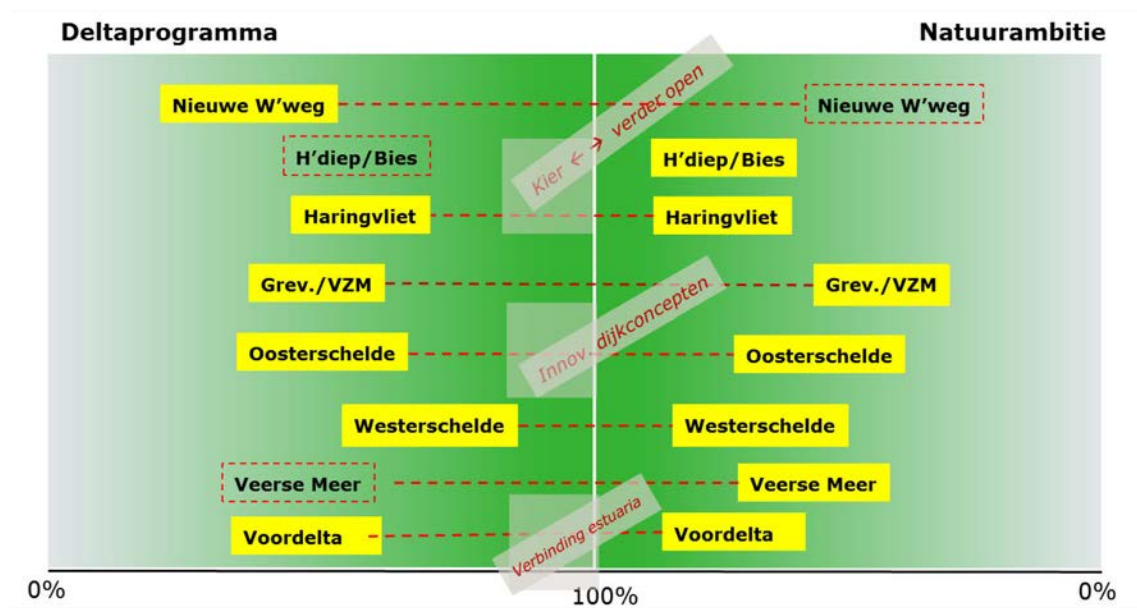 Deltaprogramma
Natuurambitie
Nieuwe W'weg
Nieuwe W'weg
Kier ← → verder open
H'diep/Bies
H'diep/Bies
Haringvliet
Haringvliet
Grev./VZM
Grev./VZM
Innov. dijkconcepten
Oosterschelde
Oosterschelde
Westerschelde
Westerschelde
Veerse Meer
Veerse Meer
Voordelta
Voordelta
Verbinding estuaria
0%
100%
0%